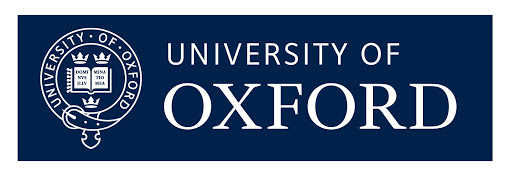 UNIVERSITY · OF · OXFORD
DOMI MINA
NVS TIO
ILLV MEA
UNIVERSITY OF
OXFORD